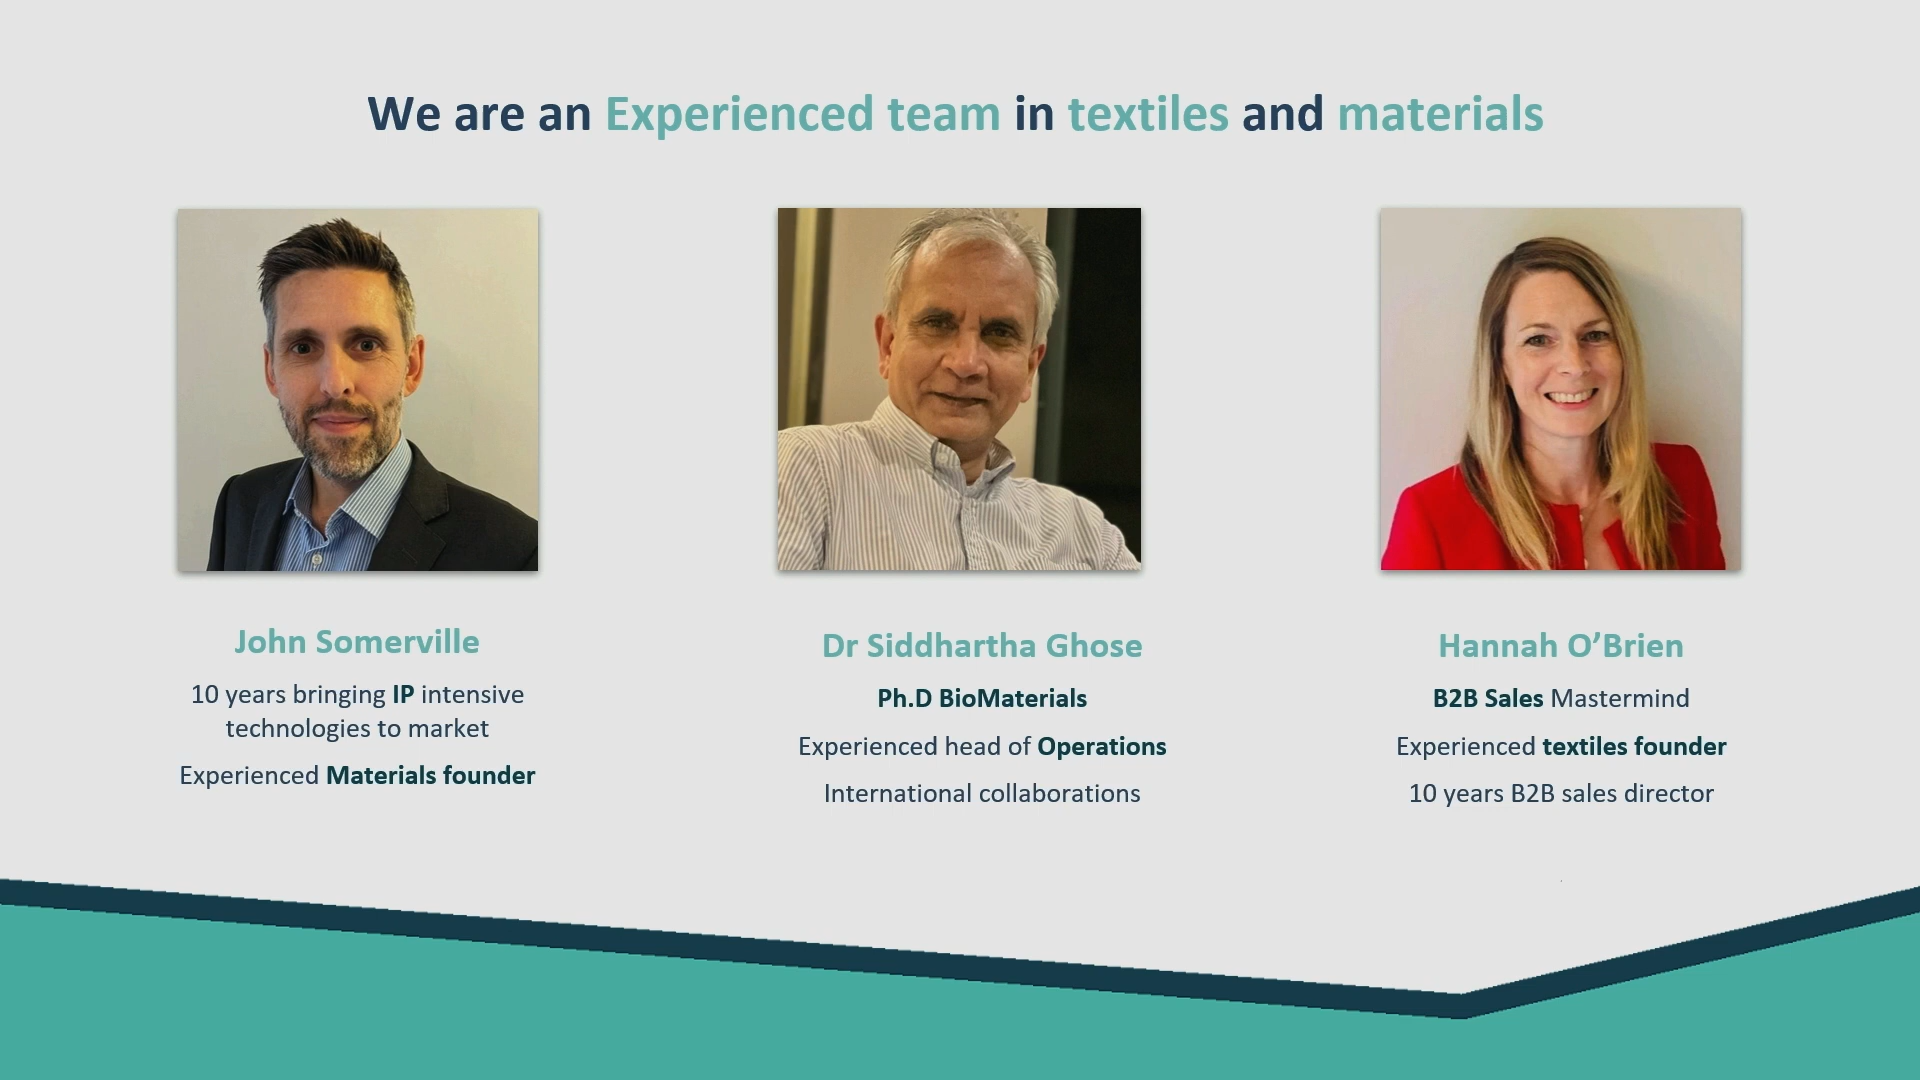 We are an Experienced team in textiles and materials
John Somerville
10 years bringing IP intensive
technologies to market
Experienced Materials founder
Dr Siddhartha Ghose
Ph.D BioMaterials
Experienced head of Operations
International collaborations
Hannah O’Brien
B2B Sales Mastermind
Experienced textiles founder
10 years B2B sales director